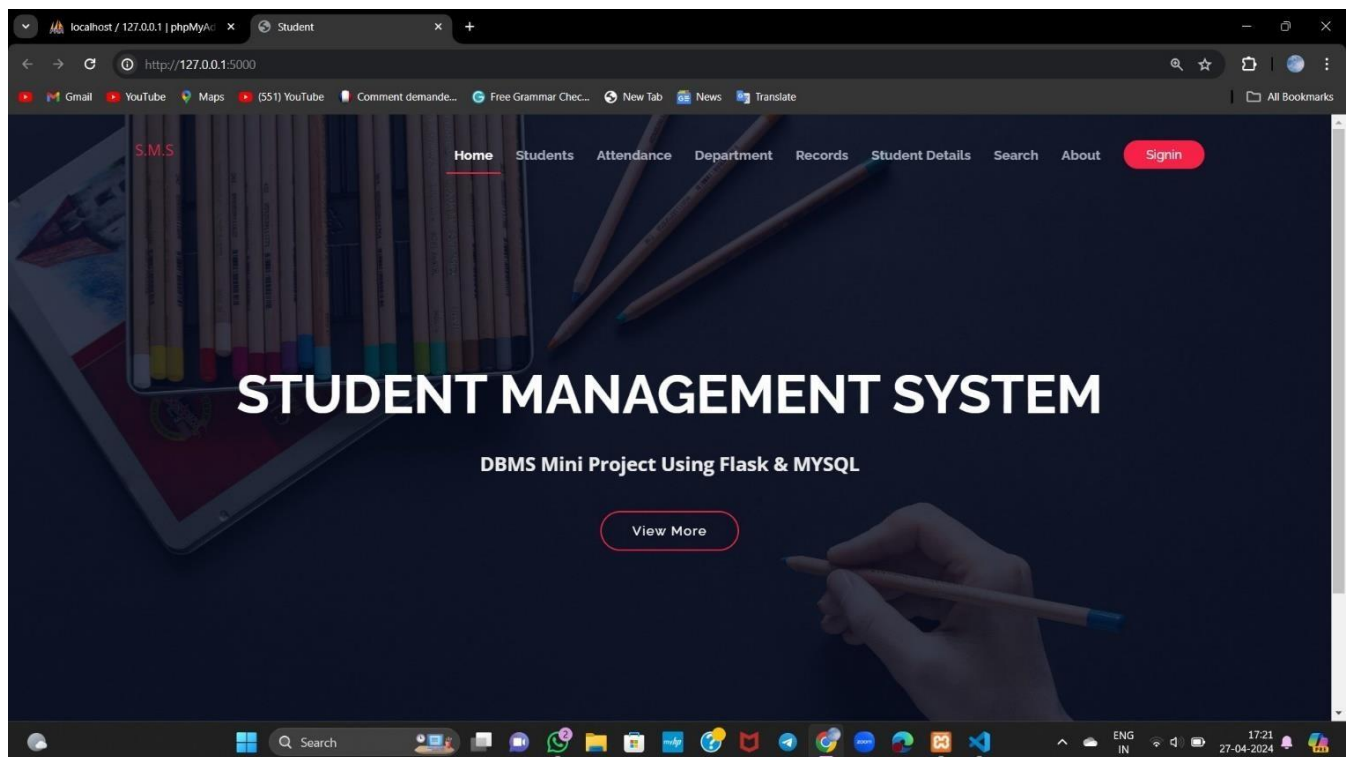 localhost / 127.0.0.1 | phpMyAd
Student
http://127.0.0.1:5000
Gmail YouTube Maps (551) YouTube Comment demande... Free Grammar Chec... New Tab News Translate All Bookmarks
S.M.S Home Students Attendance Department Records Student Details Search About Signin
STUDENT MANAGEMENT SYSTEM
DBMS Mini Project Using Flask & MYSQL
View More
Search
2
myhp
zoom
ENG
IN
17:21
27-04-2024